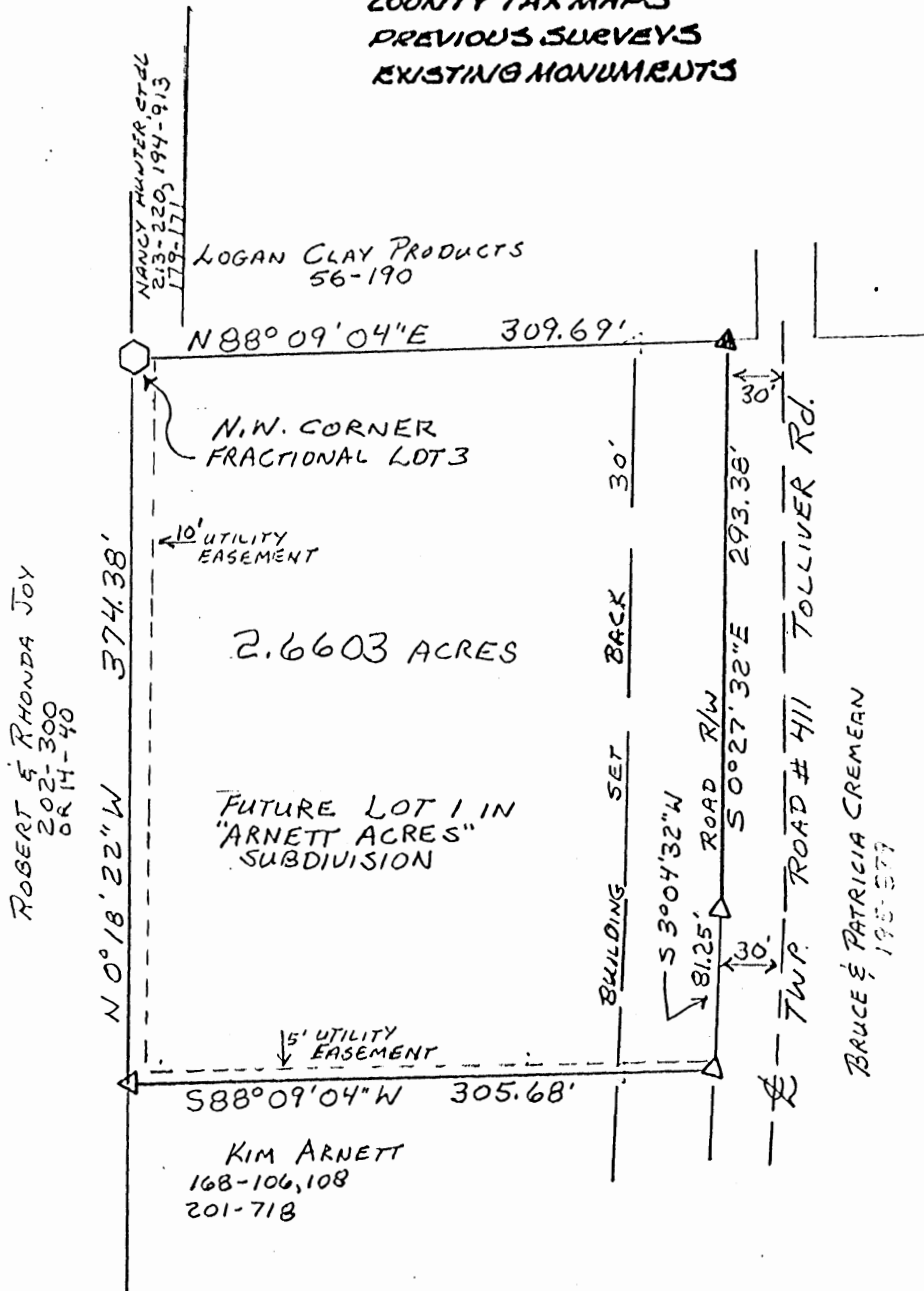 COUNTY TAX MAPS
PREVIOUS SURVEYS
EXISTING MONUMENTS
NANCY HUNTER, et al
213-220, 194-913
179-171
LOGAN CLAY PRODUCTS
56-190
N 88° 09' 04" E 309.69'
30'
N.W. CORNER
FRACTIONAL LOT 3
10' UTILITY
EASEMENT
2.6603 ACRES
FUTURE LOT 1 IN
"ARNETT ACRES"
SUBDIVISION
ROBERT & RHONDA JOY
202-300
OR 14-40
N 0° 18' 22" W 374.38'
BUILDING SET BACK 30'
S 3° 04' 32" W
81.25'
ROAD R/W
S 0° 27' 32" E 293.38'
30'
TWP. ROAD # 411 TOLLIVER Rd.
BRUCE & PATRICIA CREMEAN
5' UTILITY
EASEMENT
S 88° 09' 04" W 305.68'
KIM ARNETT
168-106, 108
201-718